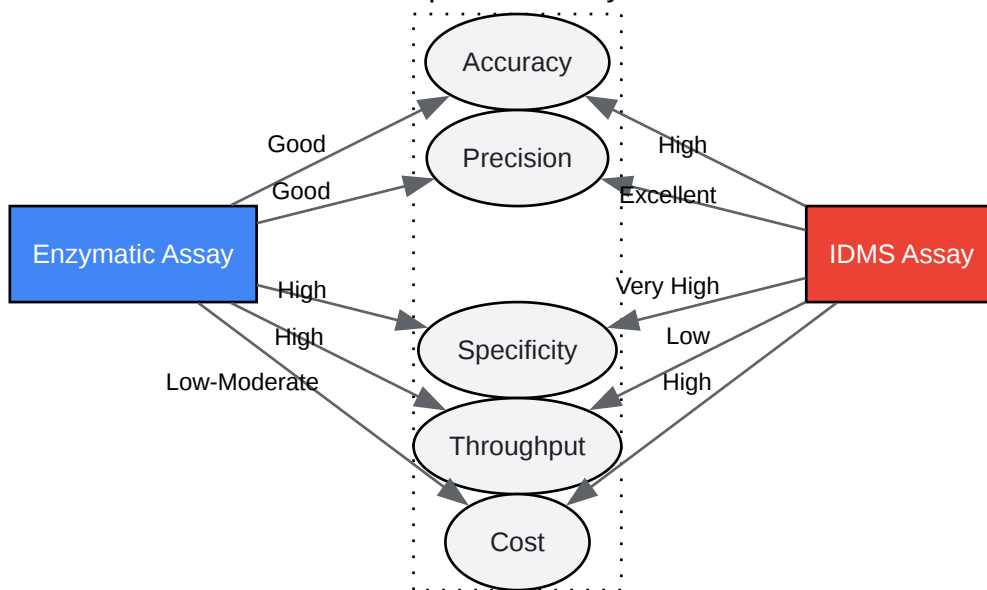 Accuracy
Good
High
Precision
Good
Excellent
Enzymatic Assay
IDMS Assay
High
Very High
Specificity
High
Low
Low-Moderate
High
Throughput
Cost